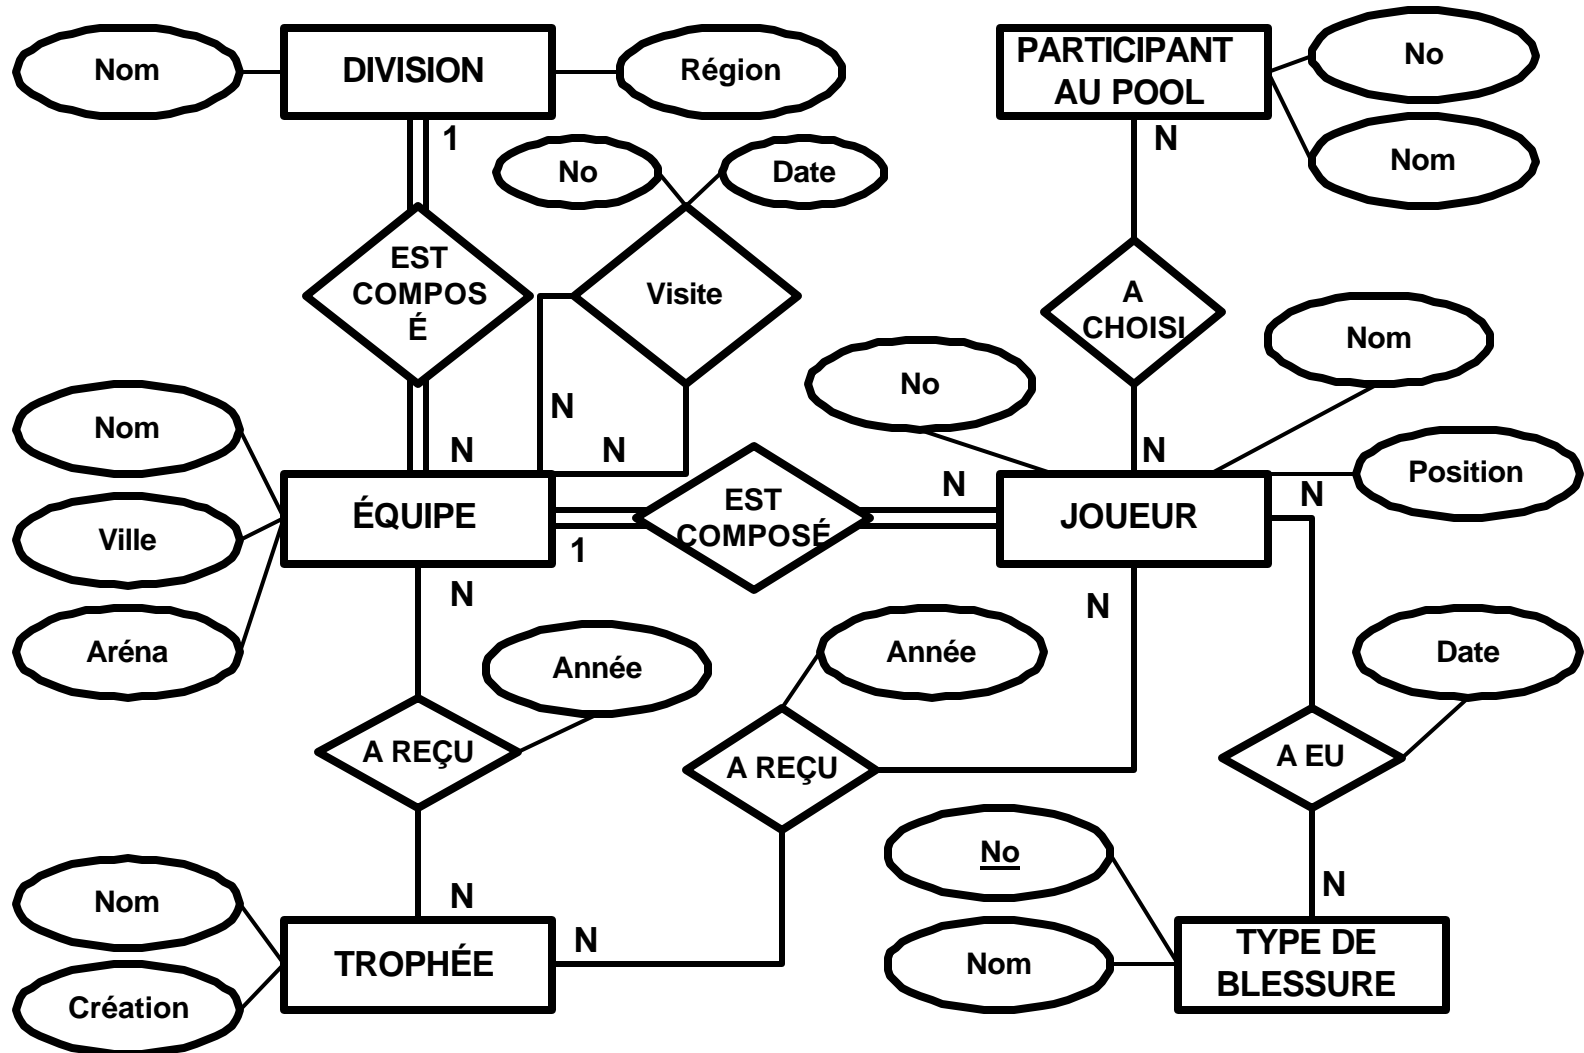 Nom
DIVISION
Région
PARTICIPANT
AU POOL
No
Nom
1
N
No
Date
EST
COMPOS
É
Visite
A
CHOISI
Nom
No
Nom
N
N
N
N
Position
Ville
ÉQUIPE
EST
COMPOSÉ
N
JOUEUR
N
1
N
N
Aréna
Année
Année
Date
A REÇU
A REÇU
A EU
No
Nom
N
N
N
Création
TROPHÉE
Nom
TYPE DE
BLESSURE